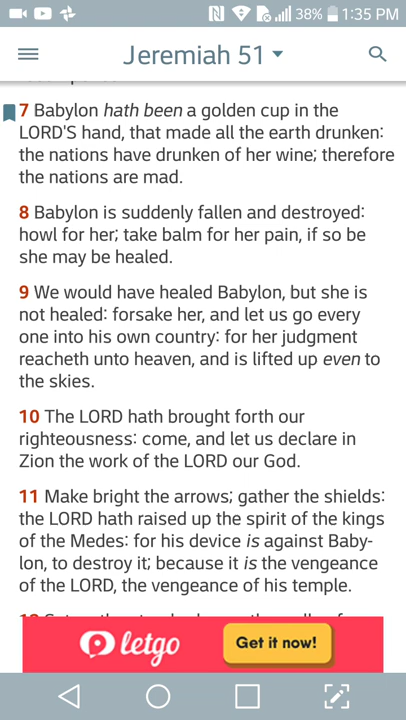 38% 1:35 PM
Jeremiah 51
7 Babylon hath been a golden cup in the
LORD'S hand, that made all the earth drunken:
the nations have drunken of her wine; therefore
the nations are mad.
8 Babylon is suddenly fallen and destroyed:
howl for her; take balm for her pain, if so be
she may be healed.
9 We would have healed Babylon, but she is
not healed: forsake her, and let us go every
one into his own country: for her judgment
reacheth unto heaven, and is lifted up even to
the skies.
10 The LORD hath brought forth our
righteousness: come, and let us declare in
Zion the work of the LORD our God.
11 Make bright the arrows; gather the shields:
the LORD hath raised up the spirit of the kings
of the Medes: for his device is against Baby-
lon, to destroy it; because it is the vengeance
of the LORD, the vengeance of his temple.
letgo Get it now!